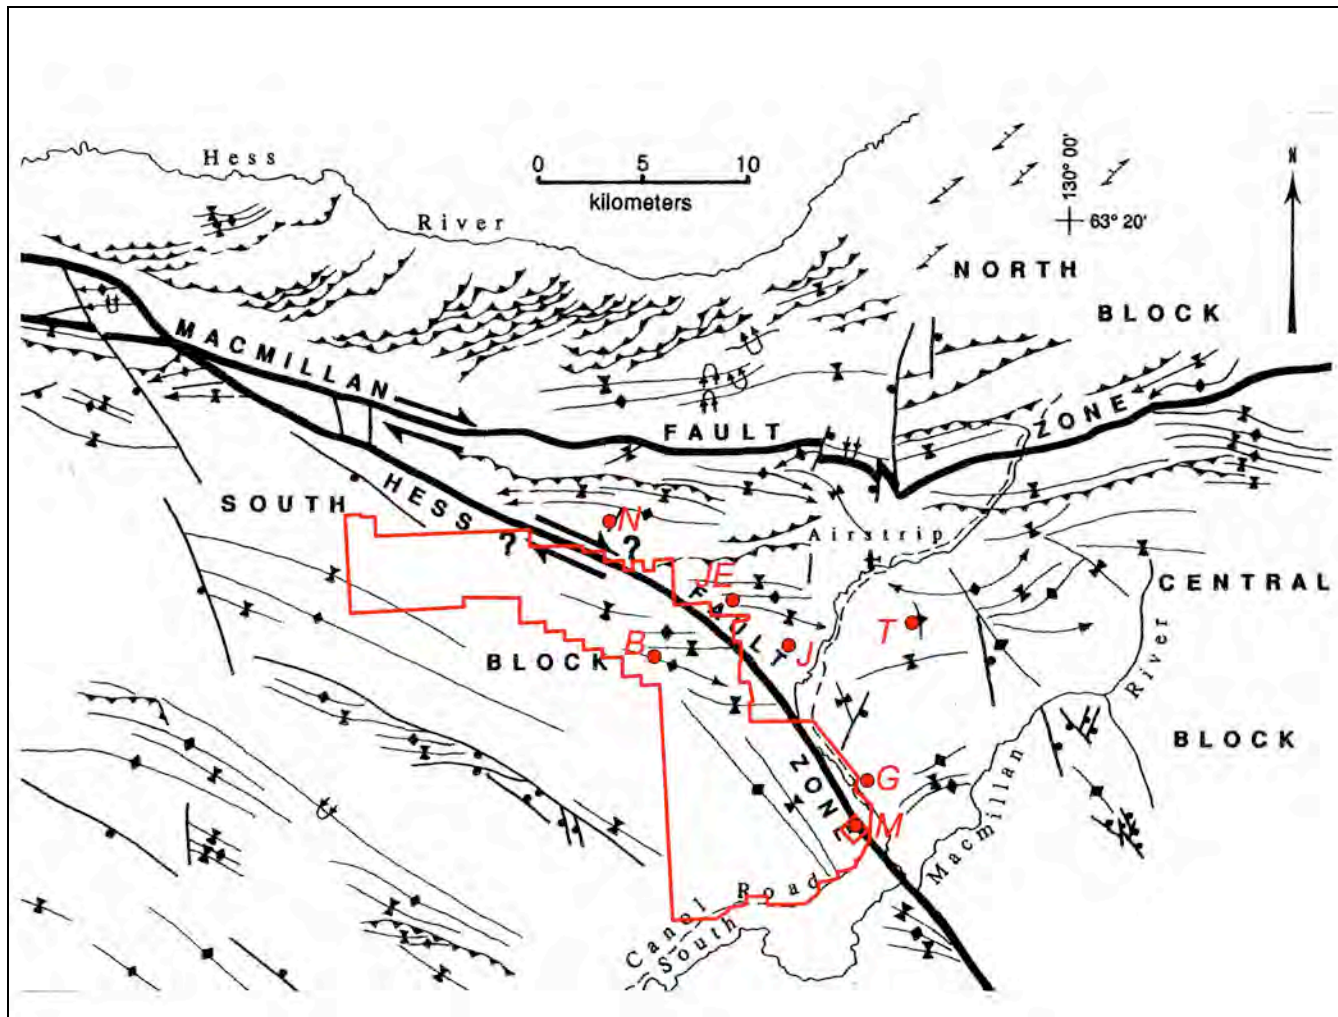 Hess
River
0 5 10
kilometers
130° 00'
63° 20'
N
NORTH
BLOCK
MACMILLAN
FAULT
ZONE
SOUTH
HESS
N
?
?
Airstrip
JE
FAULT
CENTRAL
T
B
BLOCK
J
River
BLOCK
ZONE
G
M
Macmillan
Canol Road
South